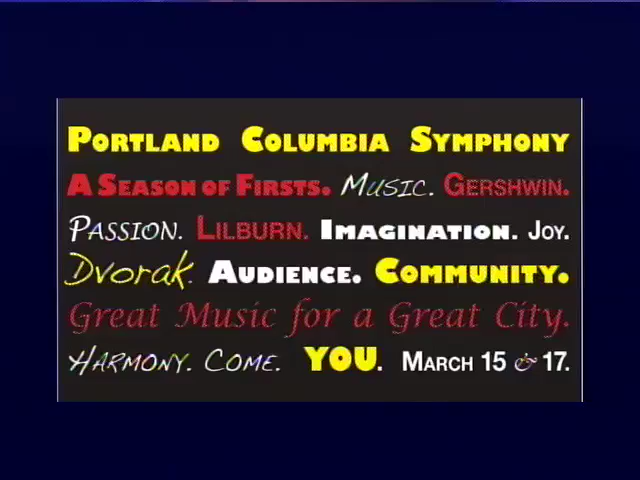 PORTLAND COLUMBIA SYMPHONY
A SEASON OF FIRSTS. MUSIC. GERSHWIN.
PASSION. LILBURN. IMAGINATION. JOY.
Dvorak. AUDIENCE. COMMUNITY.
Great Music for a Great City.
HARMONY. COME. YOU. MARCH 15 & 17.